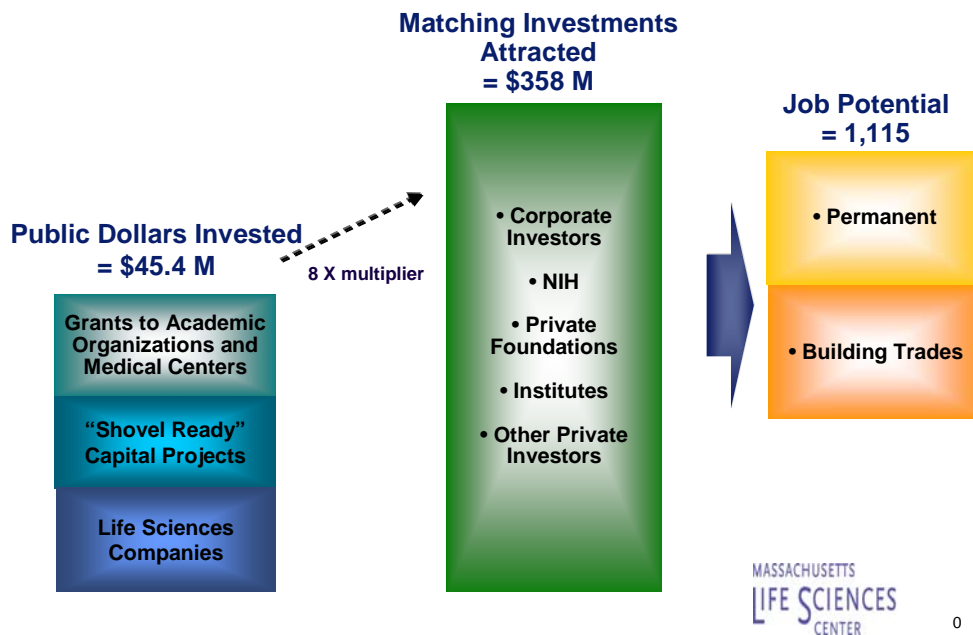 Matching Investments
Attracted
= $358 M
Job Potential
= 1,115
Public Dollars Invested
= $45.4 M
8 X multiplier
Grants to Academic
Organizations and
Medical Centers
“Shovel Ready”
Capital Projects
Life Sciences
Companies
• Corporate
Investors
• NIH
• Private
Foundations
• Institutes
• Other Private
Investors
• Permanent
• Building Trades
MASSACHUSETTS
LIFE SCIENCES
CENTER
0